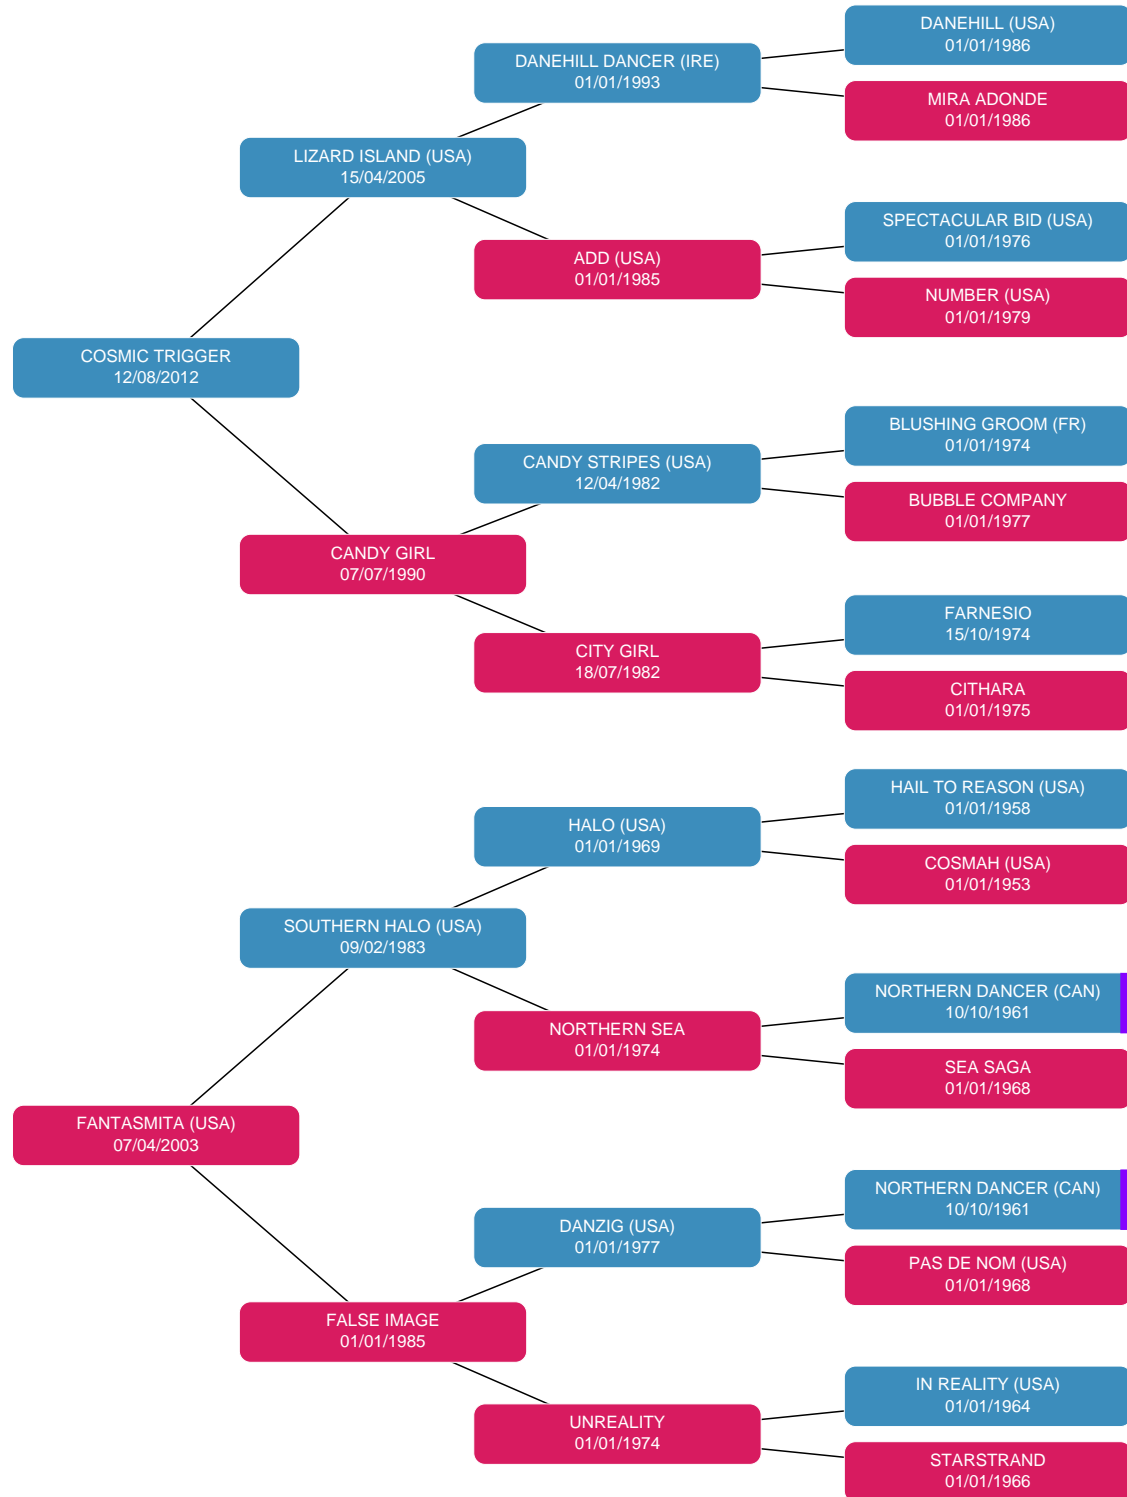 DANEHILL (USA)
01/01/1986
DANEHILL DANCER (IRE)
01/01/1993
MIRA ADONDE
01/01/1986
LIZARD ISLAND (USA)
15/04/2005
SPECTACULAR BID (USA)
01/01/1976
ADD (USA)
01/01/1985
NUMBER (USA)
01/01/1979
COSMIC TRIGGER
12/08/2012
BLUSHING GROOM (FR)
01/01/1974
CANDY STRIPES (USA)
12/04/1982
BUBBLE COMPANY
01/01/1977
CANDY GIRL
07/07/1990
FARNESIO
15/10/1974
CITY GIRL
18/07/1982
CITHARA
01/01/1975
HAIL TO REASON (USA)
01/01/1958
HALO (USA)
01/01/1969
COSMAH (USA)
01/01/1953
SOUTHERN HALO (USA)
09/02/1983
NORTHERN DANCER (CAN)
10/10/1961
NORTHERN SEA
01/01/1974
SEA SAGA
01/01/1968
FANTASMITA (USA)
07/04/2003
NORTHERN DANCER (CAN)
10/10/1961
DANZIG (USA)
01/01/1977
PAS DE NOM (USA)
01/01/1968
FALSE IMAGE
01/01/1985
IN REALITY (USA)
01/01/1964
UNREALITY
01/01/1974
STARSTRAND
01/01/1966